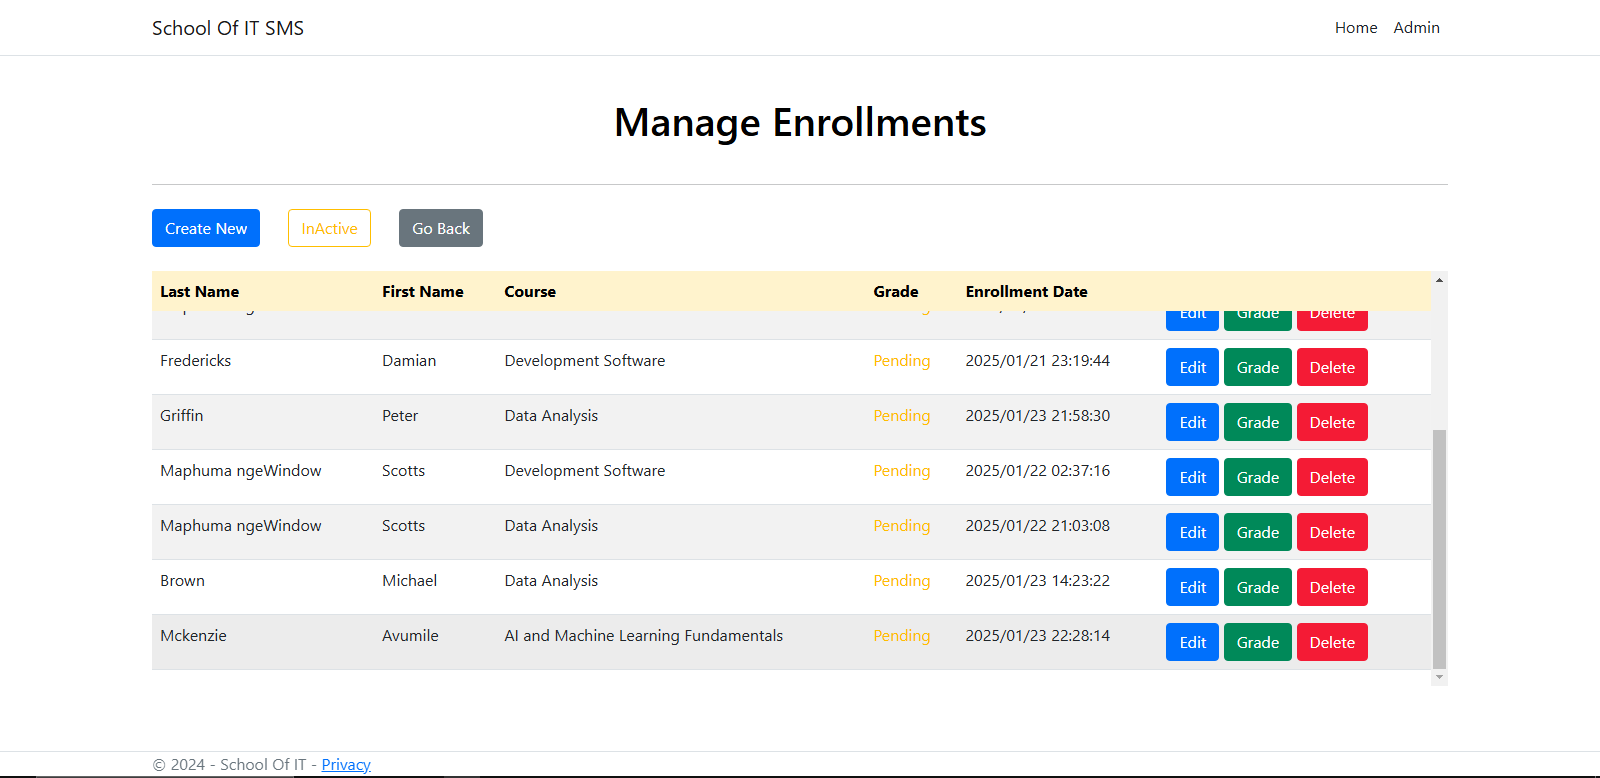 School Of IT SMS Home Admin
Manage Enrollments
Create New InActive Go Back
Last Name First Name Course Grade Enrollment Date
Edit Grade Delete
Fredericks Damian Development Software Pending 2025/01/21 23:19:44 Edit Grade Delete
Griffin Peter Data Analysis Pending 2025/01/23 21:58:30 Edit Grade Delete
Maphuma ngeWindow Scotts Development Software Pending 2025/01/22 02:37:16 Edit Grade Delete
Maphuma ngeWindow Scotts Data Analysis Pending 2025/01/22 21:03:08 Edit Grade Delete
Brown Michael Data Analysis Pending 2025/01/23 14:23:22 Edit Grade Delete
Mckenzie Avumile AI and Machine Learning Fundamentals Pending 2025/01/23 22:28:14 Edit Grade Delete
© 2024 - School Of IT - Privacy